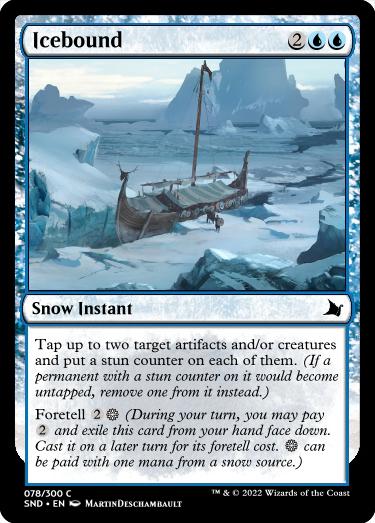 Icebound 2
Snow Instant
Tap up to two target artifacts and/or creatures
and put a stun counter on each of them. (If a
permanent with a stun counter on it would become
untapped, remove one from it instead.)
Foretell 2 (During your turn, you may pay
2 and exile this card from your hand face down.
Cast it on a later turn for its foretell cost. can
be paid with one mana from a snow source.)
078/300 C
SND • EN MartinDeschambault
™ & © 2022 Wizards of the Coast